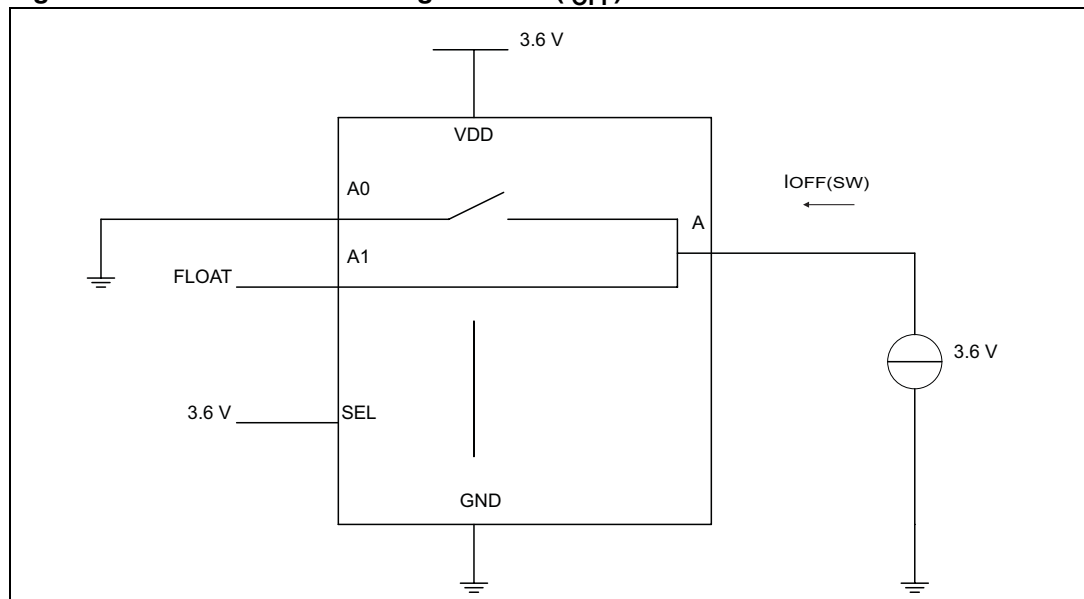 3.6 V
VDD
A0
IOFF(SW)
A
A1
FLOAT
3.6 V
3.6 V
SEL
GND